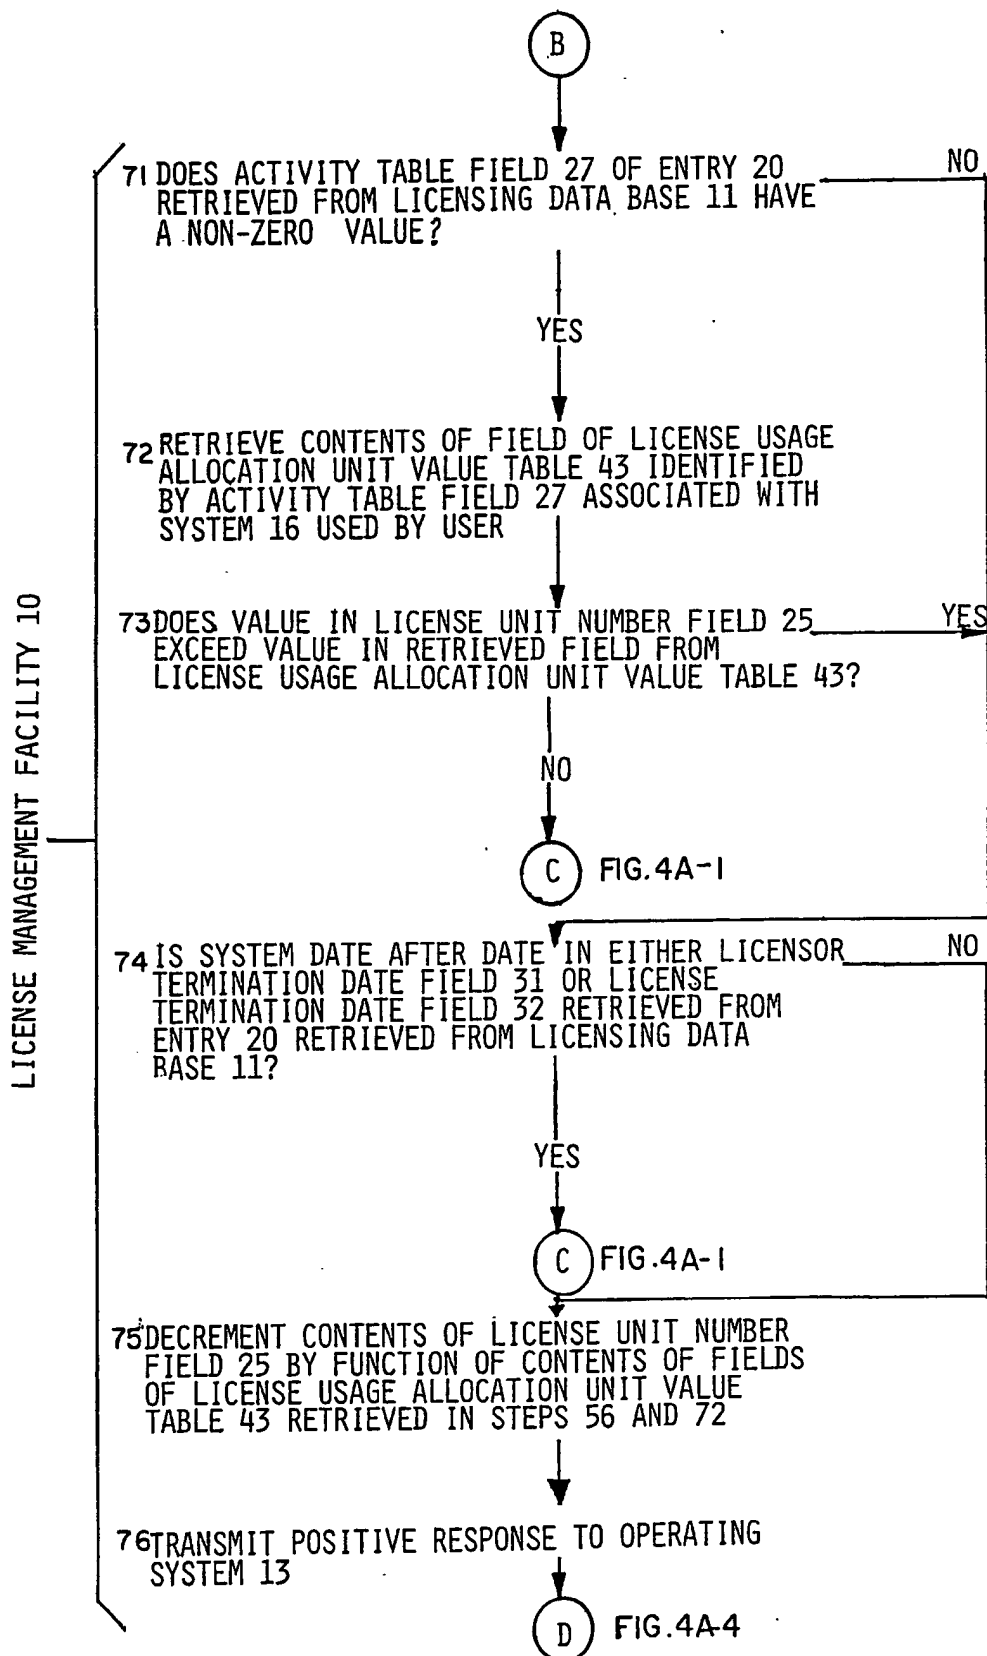 B
71 DOES ACTIVITY TABLE FIELD 27 OF ENTRY 20 NO
RETRIEVED FROM LICENSING DATA BASE 11 HAVE
A NON-ZERO VALUE?
YES
72 RETRIEVE CONTENTS OF FIELD OF LICENSE USAGE
ALLOCATION UNIT VALUE TABLE 43 IDENTIFIED
BY ACTIVITY TABLE FIELD 27 ASSOCIATED WITH
SYSTEM 16 USED BY USER
73 DOES VALUE IN LICENSE UNIT NUMBER FIELD 25 YES
EXCEED VALUE IN RETRIEVED FIELD FROM
LICENSE USAGE ALLOCATION UNIT VALUE TABLE 43?
NO
C FIG.4A-1
74 IS SYSTEM DATE AFTER DATE IN EITHER LICENSOR NO
TERMINATION DATE FIELD 31 OR LICENSE
TERMINATION DATE FIELD 32 RETRIEVED FROM
ENTRY 20 RETRIEVED FROM LICENSING DATA
BASE 11?
YES
C FIG.4A-1
75 DECREMENT CONTENTS OF LICENSE UNIT NUMBER
FIELD 25 BY FUNCTION OF CONTENTS OF FIELDS
OF LICENSE USAGE ALLOCATION UNIT VALUE
TABLE 43 RETRIEVED IN STEPS 56 AND 72
76 TRANSMIT POSITIVE RESPONSE TO OPERATING
SYSTEM 13
D FIG.4A-4
LICENSE MANAGEMENT FACILITY 10